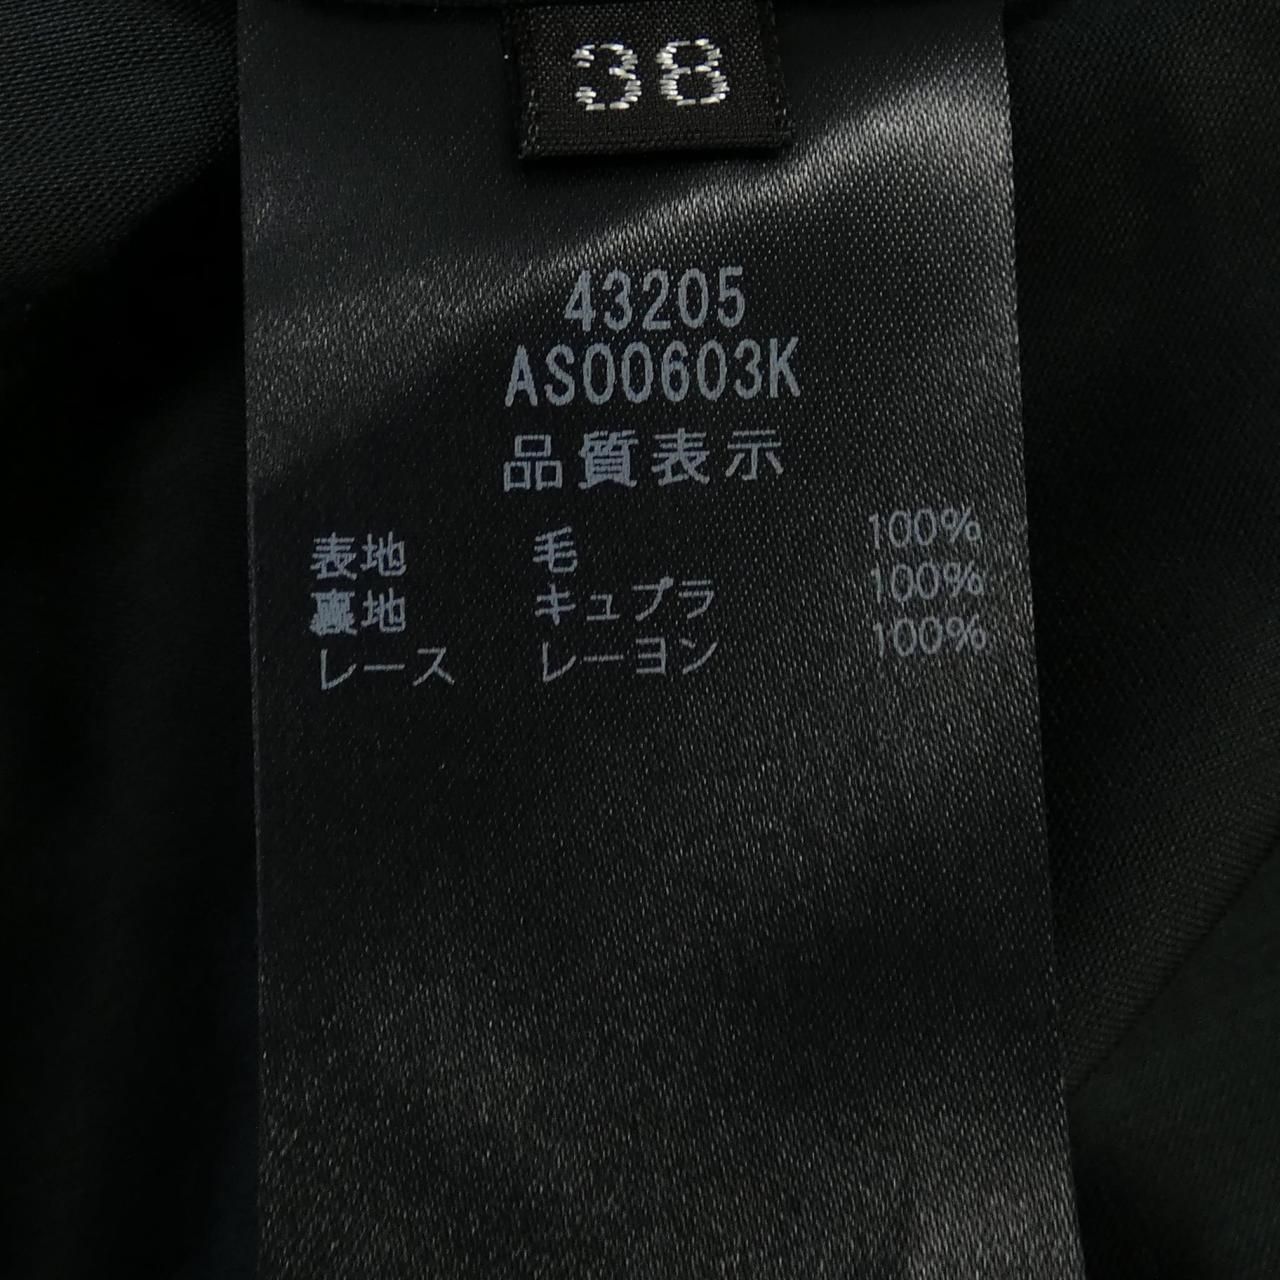 38
43205
AS00603K
品質表示
表地 毛 100%
裏地 キュプラ 100%
レース レーヨン 100%